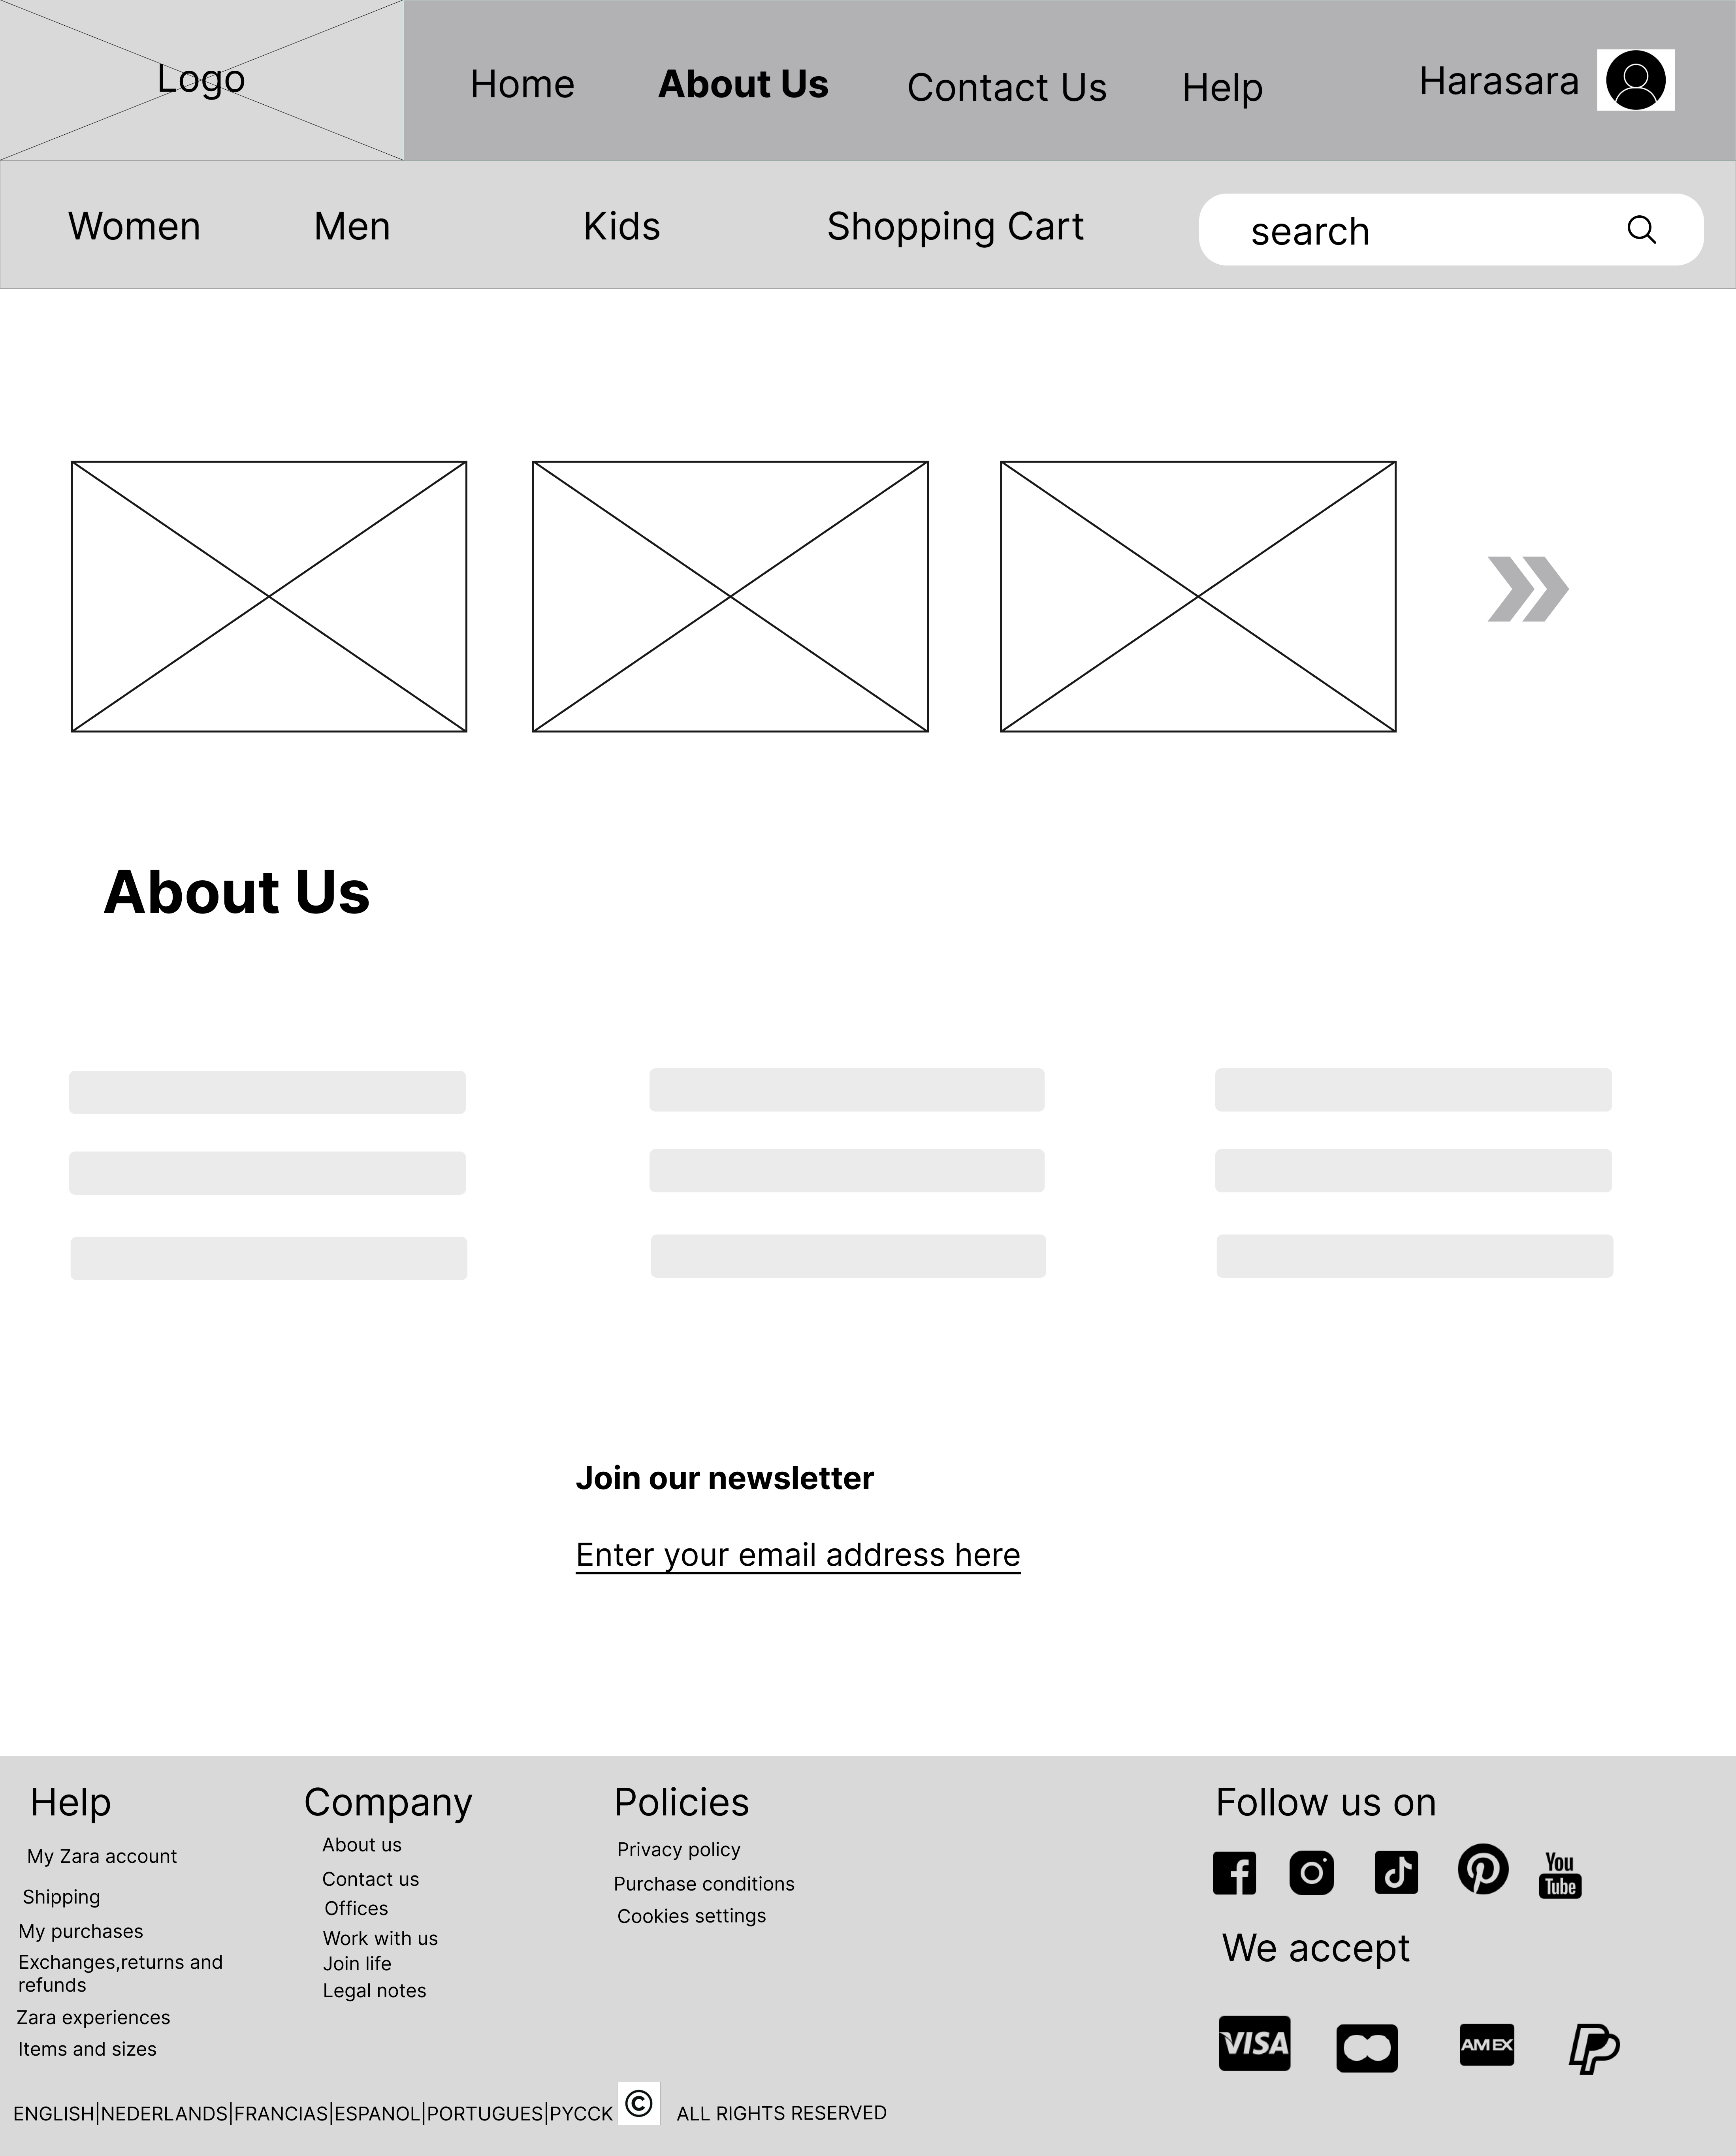 Logo
Home
About Us
Contact Us
Help
Harasara
Women
Men
Kids
Shopping Cart
search
About Us
Join our newsletter
Enter your email address here
Help
My Zara account
Shipping
My purchases
Exchanges,returns and
refunds
Zara experiences
Items and sizes
Company
About us
Contact us
Offices
Work with us
Join life
Legal notes
Policies
Privacy policy
Purchase conditions
Cookies settings
Follow us on
You
Tube
We accept
VISA
AMEX
ENGLISH|NEDERLANDS|FRANCIAS|ESPANOL|PORTUGUES|PYCCK
© ALL RIGHTS RESERVED